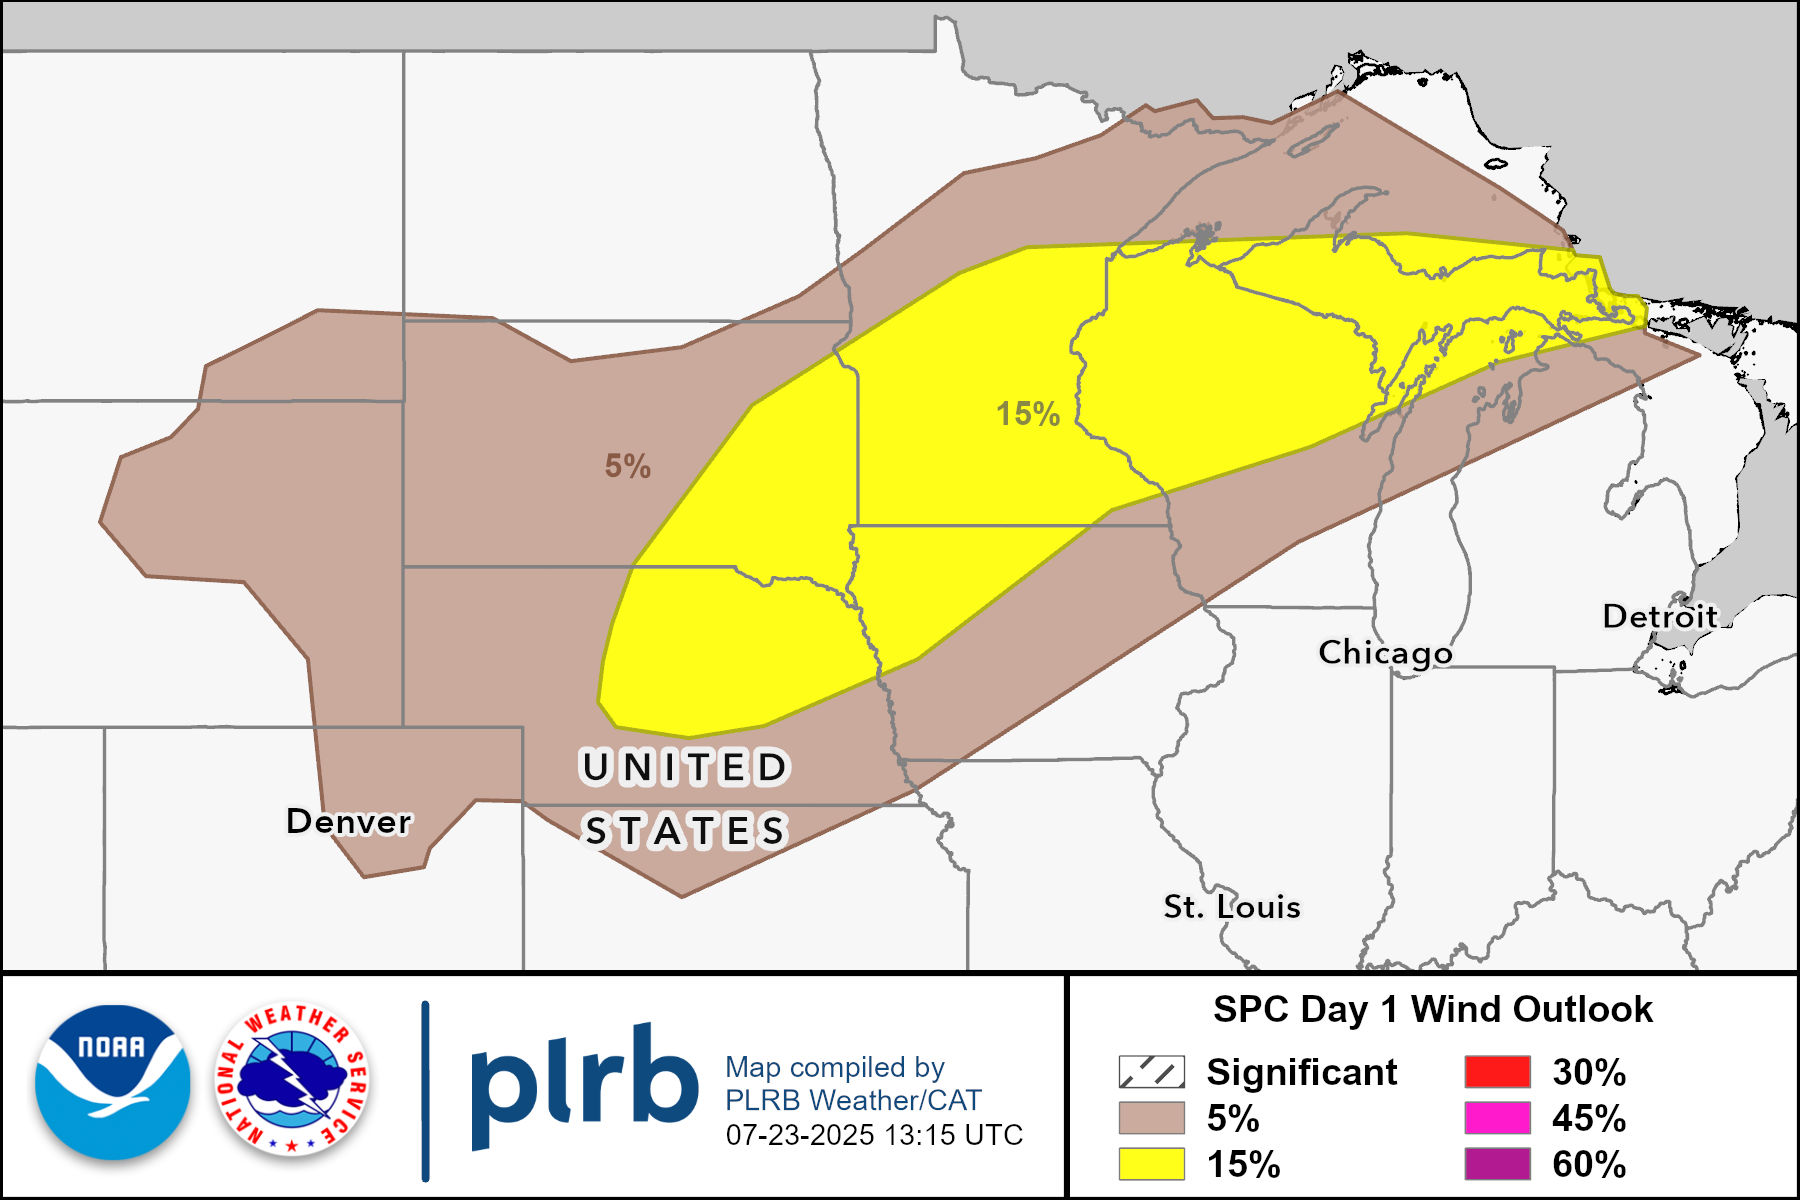 5%
15%
Detroit
Chicago
UNITED
STATES
Denver
St. Louis
NOAA
NATIONAL WEATHER SERVICE
plrb
Map compiled by
PLRB Weather/CAT
07-23-2025 13:15 UTC
SPC Day 1 Wind Outlook
Significant
5%
15%
30%
45%
60%